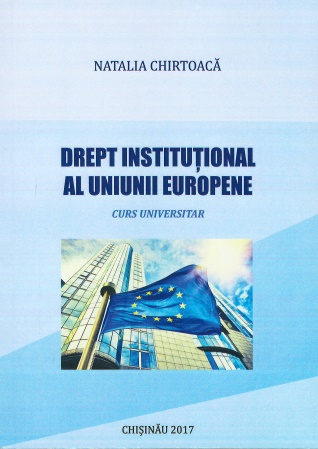 NATALIA CHIRTOACĂ
DREPT INSTITUȚIONAL
AL UNIUNII EUROPENE
CURS UNIVERSITAR
CHIȘINĂU 2017